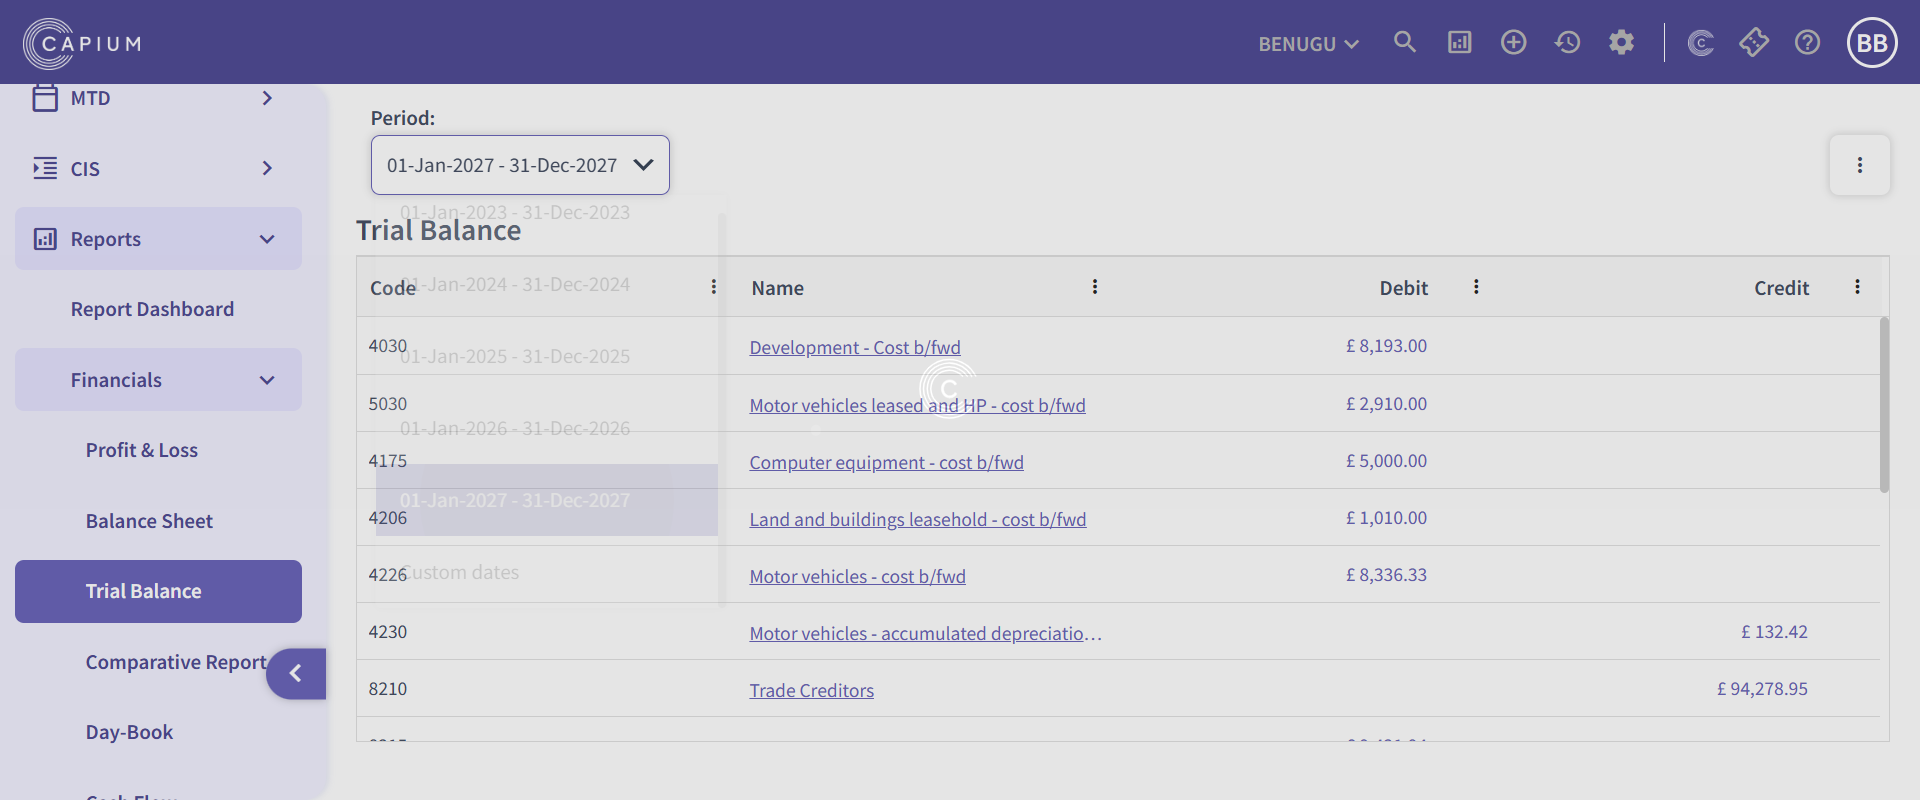 CAPIUM
BENUGU
BB
MTD
CIS
Reports
Report Dashboard
Financials
Profit & Loss
Balance Sheet
Trial Balance
Comparative Report
Day-Book
Cash Flow
Period:
01-Jan-2027 - 31-Dec-2027
01-Jan-2023 - 31-Dec-2023
01-Jan-2024 - 31-Dec-2024
01-Jan-2025 - 31-Dec-2025
01-Jan-2026 - 31-Dec-2026
01-Jan-2027 - 31-Dec-2027
Custom dates
Trial Balance
Code Name Debit Credit
4030 Development - Cost b/fwd £ 8,193.00
5030 Motor vehicles leased and HP - cost b/fwd £ 2,910.00
4175 Computer equipment - cost b/fwd £ 5,000.00
4206 Land and buildings leasehold - cost b/fwd £ 1,010.00
4226 Motor vehicles - cost b/fwd £ 8,336.33
4230 Motor vehicles - accumulated depreciatio... £ 132.42
8210 Trade Creditors £ 94,278.95